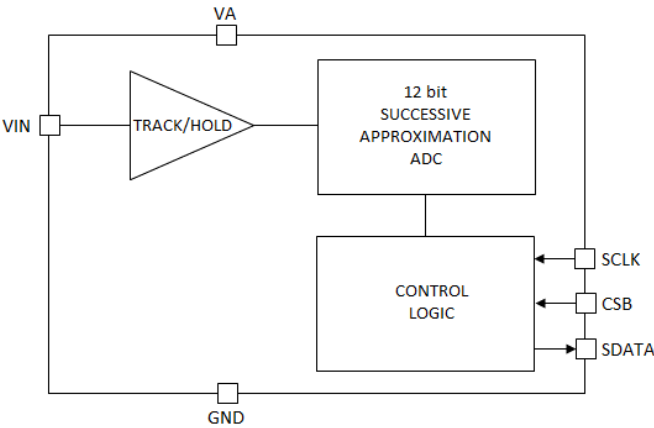 VA
VIN
TRACK/HOLD
12 bit
SUCCESSIVE
APPROXIMATION
ADC
CONTROL
LOGIC
SCLK
CSB
SDATA
GND